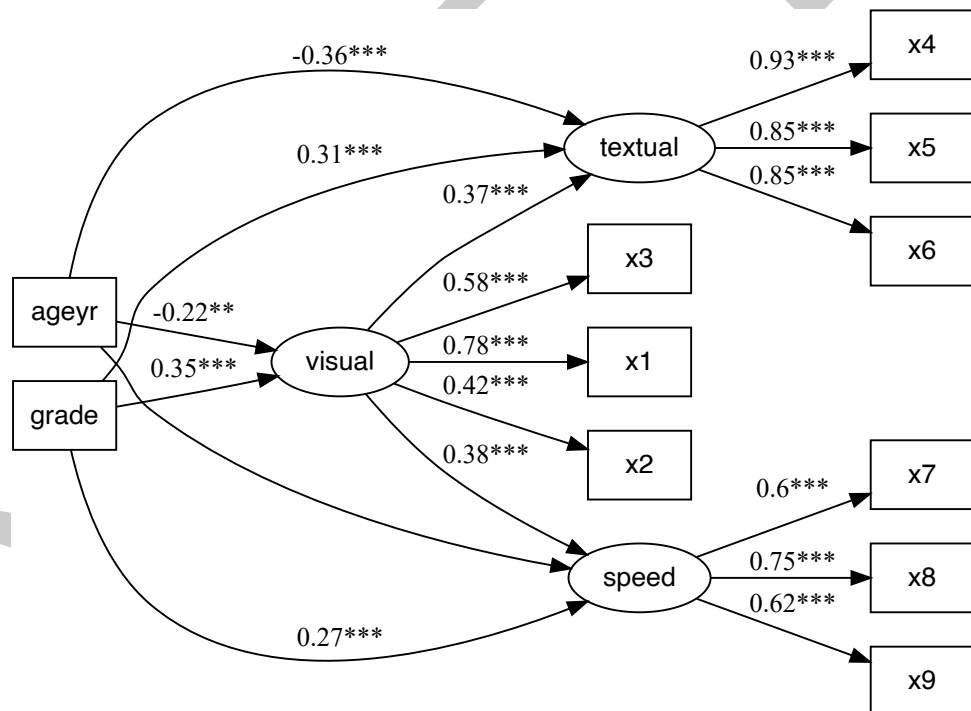 x4
-0.36***
0.93***
0.85***
textual
x5
0.31***
0.85***
0.37***
x6
x3
0.58***
ageyr
-0.22**
0.78***
visual
x1
0.35***
0.42***
grade
0.38***
x2
x7
0.6***
0.75***
speed
x8
0.62***
0.27***
x9